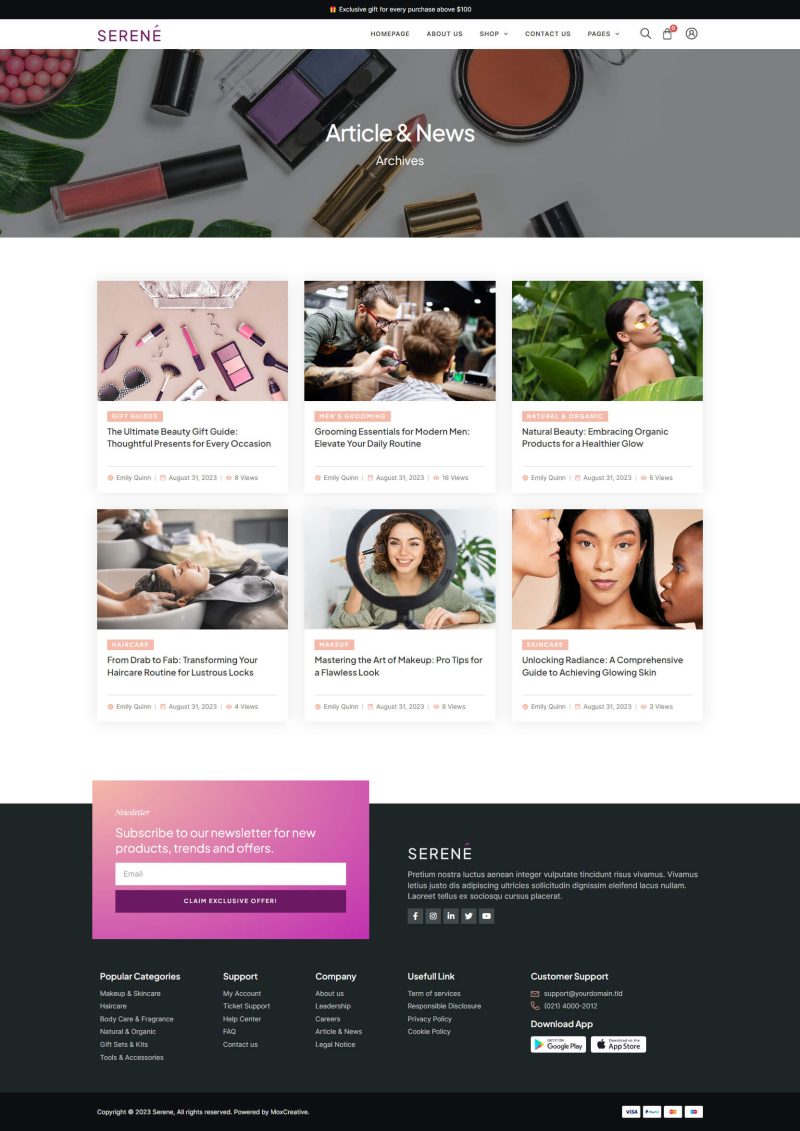 Exclusive gift for every purchase above $100
SERENÉ
HOMEPAGE ABOUT US SHOP CONTACT US PAGES
0
Article & News
Archives
GIFT GUIDES
The Ultimate Beauty Gift Guide:
Thoughtful Presents for Every Occasion
Emily Quinn | August 31, 2023 | 8 Views
MEN'S GROOMING
Grooming Essentials for Modern Men:
Elevate Your Daily Routine
Emily Quinn | August 31, 2023 | 16 Views
NATURAL & ORGANIC
Natural Beauty: Embracing Organic
Products for a Healthier Glow
Emily Quinn | August 31, 2023 | 6 Views
HAIRCARE
From Drab to Fab: Transforming Your
Haircare Routine for Lustrous Locks
Emily Quinn | August 31, 2023 | 4 Views
MAKEUP
Mastering the Art of Makeup: Pro Tips for
a Flawless Look
Emily Quinn | August 31, 2023 | 6 Views
SKINCARE
Unlocking Radiance: A Comprehensive
Guide to Achieving Glowing Skin
Emily Quinn | August 31, 2023 | 3 Views
Newsletter
Subscribe to our newsletter for new
products, trends and offers.
Email
CLAIM EXCLUSIVE OFFER!
SERENÉ
Pretium nostra luctus aenean integer vulputate tincidunt risus vivamus. Vivamus
letius justo dis adipiscing ultricies sollicitudin dignissim eleifend lacus nullam.
Laoreet tellus ex sociosqu cursus placerat.
Popular Categories
Makeup & Skincare
Haircare
Body Care & Fragrance
Natural & Organic
Gift Sets & Kits
Tools & Accessories
Support
My Account
Ticket Support
Help Center
FAQ
Contact us
Company
About us
Leadership
Careers
Article & News
Legal Notice
Usefull Link
Term of services
Responsible Disclosure
Privacy Policy
Cookie Policy
Customer Support
support@yourdomain.tld
(021) 4000-2012
Download App
GET IT ON
Google Play
Download on the
App Store
Copyright © 2023 Serene, All rights reserved. Powered by MoxCreative.
VISA PayPal